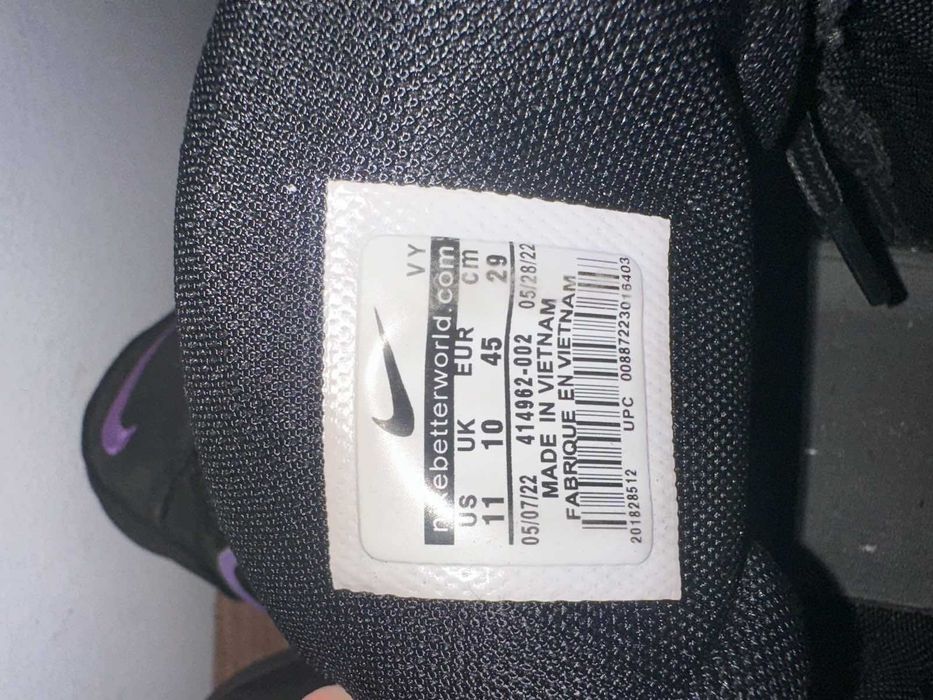 VY
nikebetterworld.com
US UK EUR cm
11 10 45 29
05/07/22 414962-002 05/28/22
MADE IN VIETNAM
FABRIQUE EN VIETNAM
201828512 UPC 00887223016403